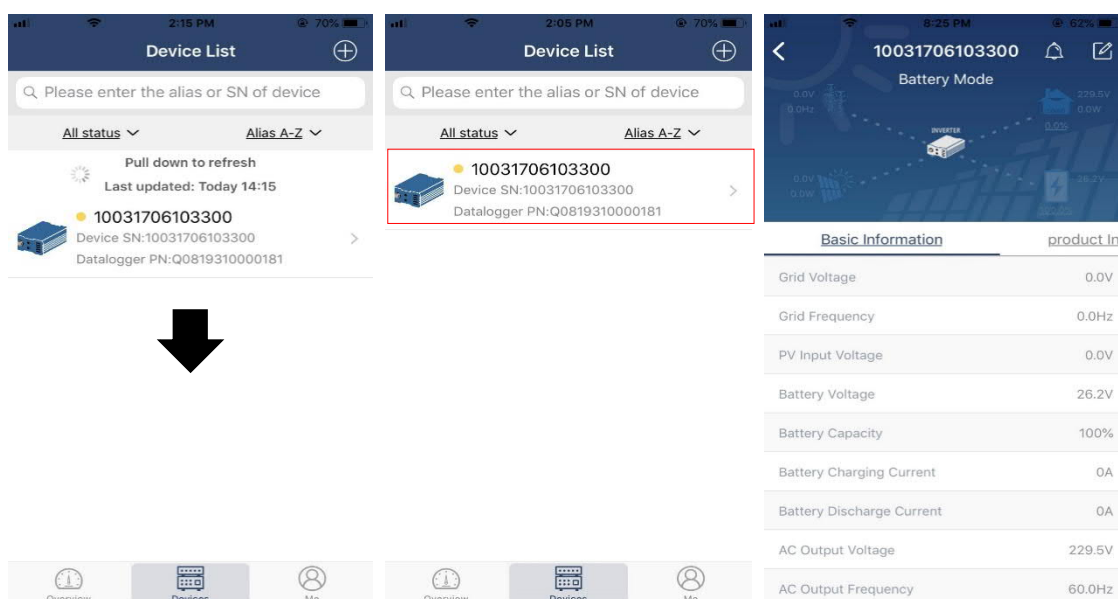 2:15 PM
70%
Device List
Please enter the alias or SN of device
All status
Alias A-Z
Pull down to refresh
Last updated: Today 14:15
10031706103300
Device SN:10031706103300
Datalogger PN:Q0819310000181
Overview
Devices
Me
2:05 PM
70%
Device List
Please enter the alias or SN of device
All status
Alias A-Z
10031706103300
Device SN:10031706103300
Datalogger PN:Q0819310000181
Overview
Devices
Me
8:25 PM
62%
10031706103300
Battery Mode
0.0V
0.0Hz
229.5V
0.0W
0.0%
INVERTER
0.0V
0.0W
26.2V
Basic Information
product In
Grid Voltage 0.0V
Grid Frequency 0.0Hz
PV Input Voltage 0.0V
Battery Voltage 26.2V
Battery Capacity 100%
Battery Charging Current 0A
Battery Discharge Current 0A
AC Output Voltage 229.5V
AC Output Frequency 60.0Hz